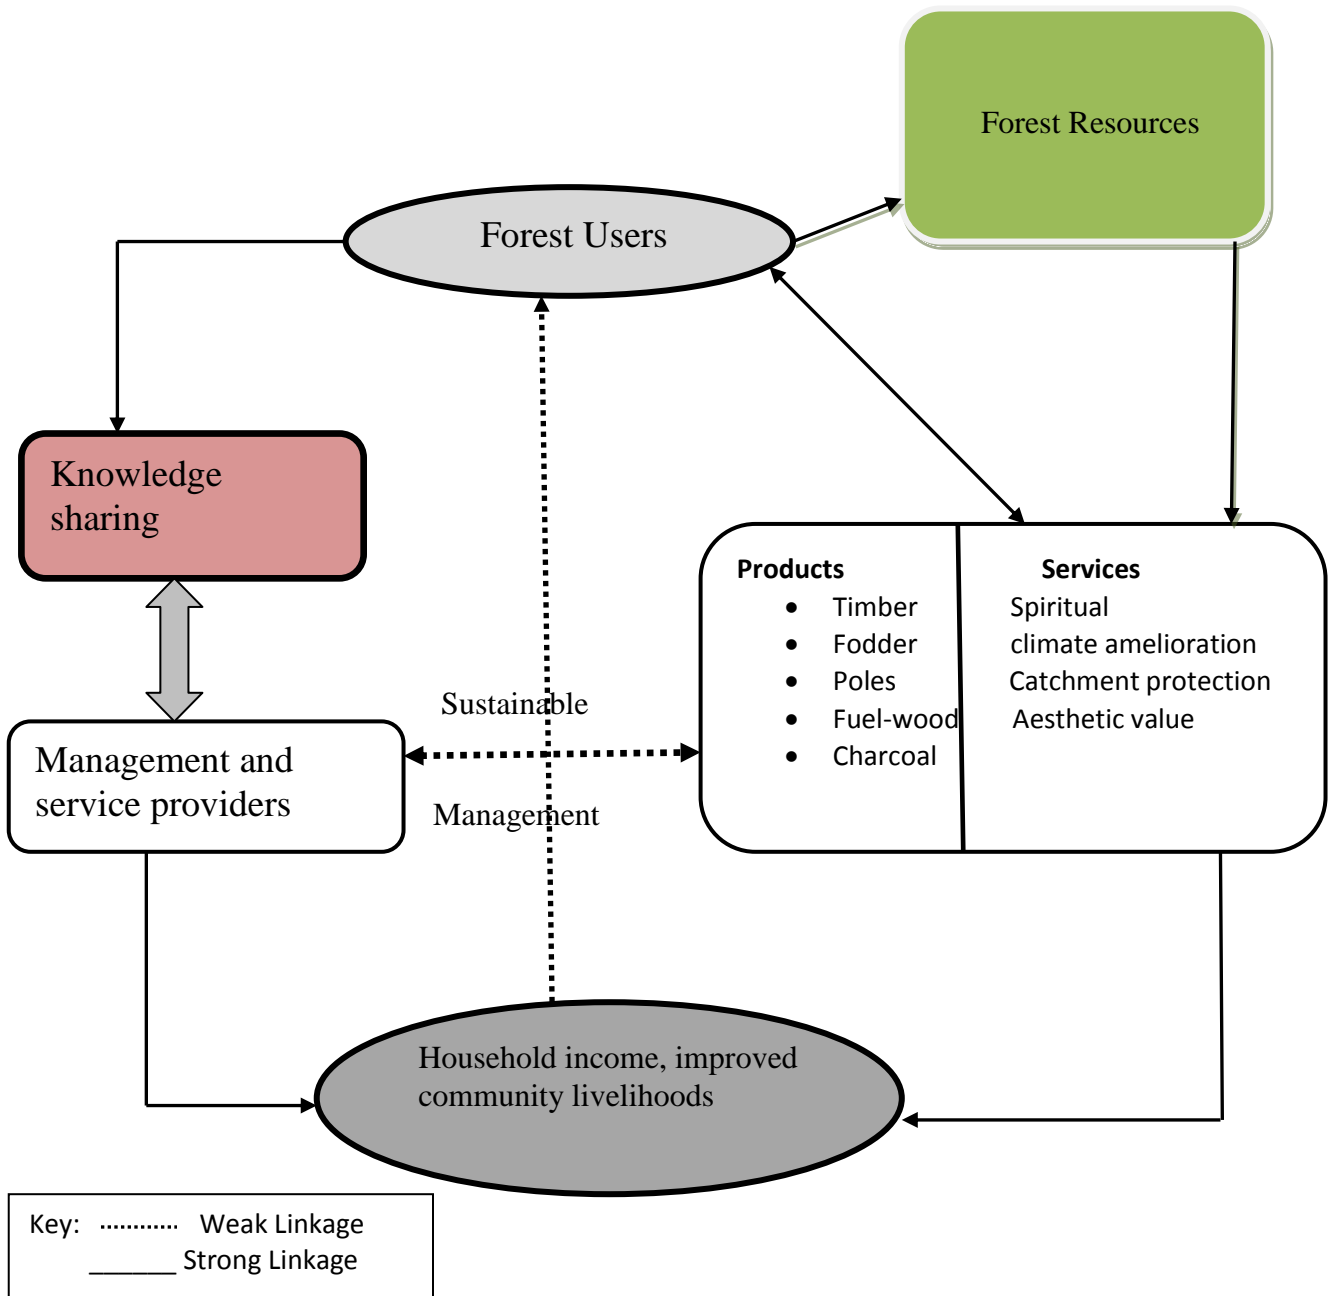 Forest Resources
Forest Users
Knowledge
sharing
Products
• Timber
• Fodder
• Poles
• Fuel-wood
• Charcoal
Services
Spiritual
climate amelioration
Catchment protection
Aesthetic value
Sustainable
Management
Management and
service providers
Household income, improved
community livelihoods
Key: ............ Weak Linkage
______ Strong Linkage